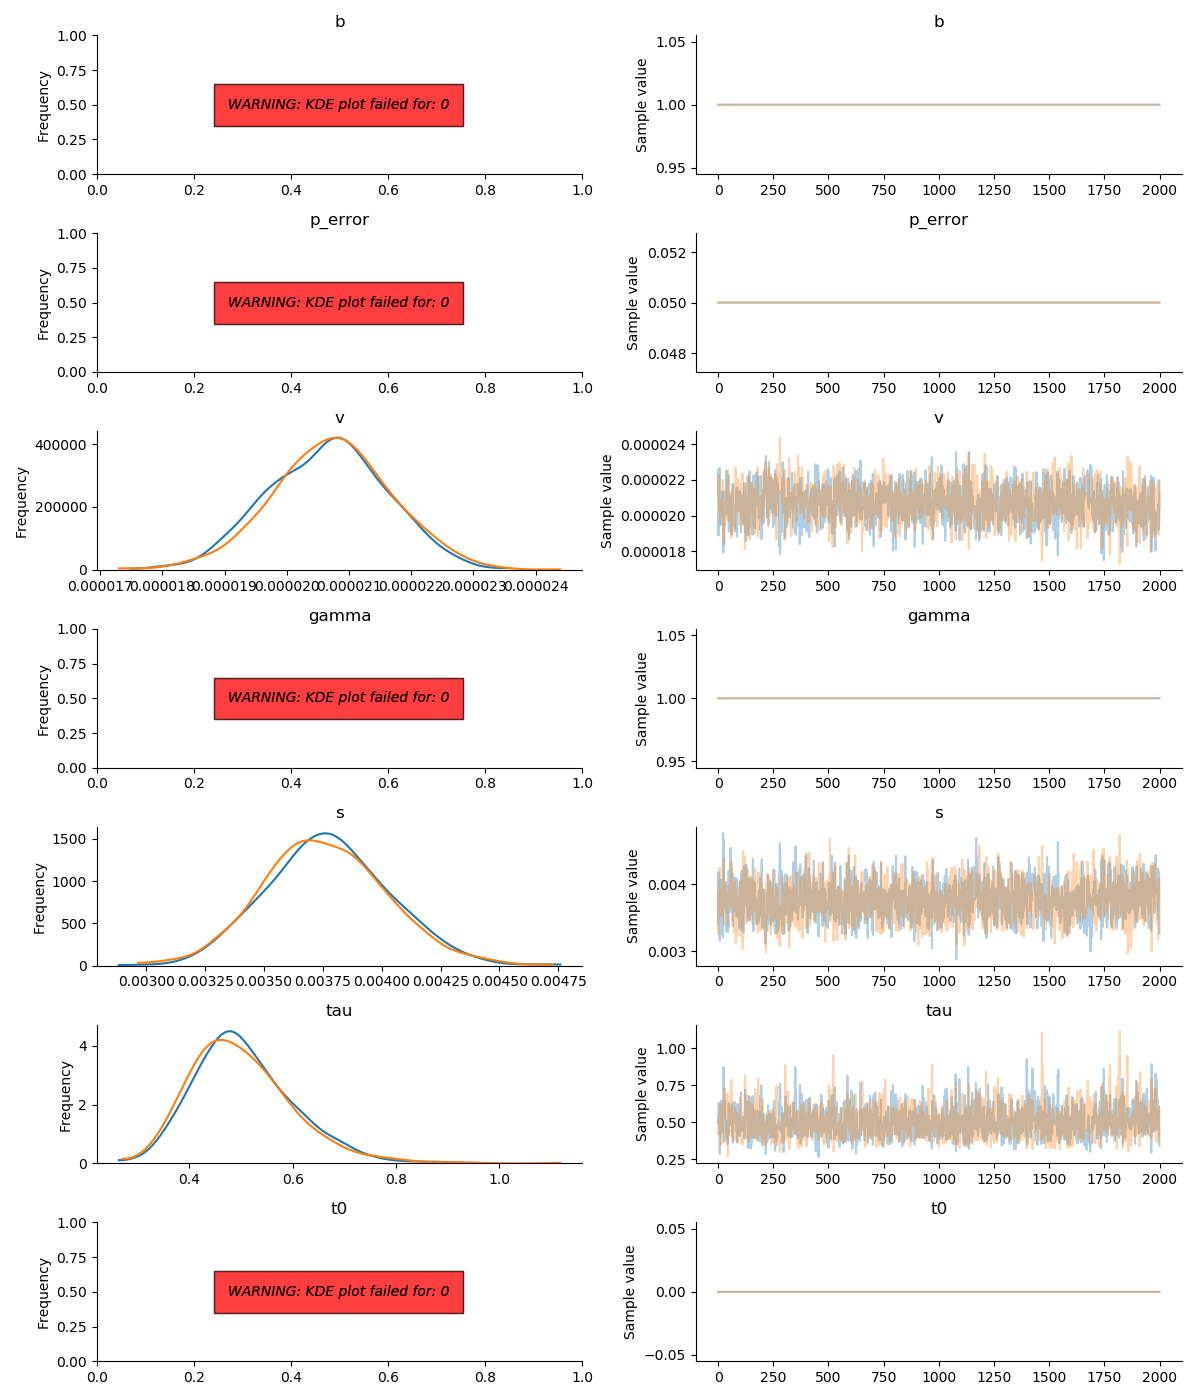 b
1.00
0.75
0.50
0.25
0.00
Frequency
WARNING: KDE plot failed for: 0
0.0 0.2 0.4 0.6 0.8 1.0
b
1.05
1.00
0.95
Sample value
0 250 500 750 1000 1250 1500 1750 2000
p_error
1.00
0.75
0.50
0.25
0.00
Frequency
WARNING: KDE plot failed for: 0
0.0 0.2 0.4 0.6 0.8 1.0
p_error
0.052
0.050
0.048
Sample value
0 250 500 750 1000 1250 1500 1750 2000
v
400000
200000
0
Frequency
0.000017 0.000018 0.000019 0.000020 0.000021 0.000022 0.000023 0.000024
v
0.000024
0.000022
0.000020
0.000018
Sample value
0 250 500 750 1000 1250 1500 1750 2000
gamma
1.00
0.75
0.50
0.25
0.00
Frequency
WARNING: KDE plot failed for: 0
0.0 0.2 0.4 0.6 0.8 1.0
gamma
1.05
1.00
0.95
Sample value
0 250 500 750 1000 1250 1500 1750 2000
s
1500
1000
500
0
Frequency
0.00300 0.00325 0.00350 0.00375 0.00400 0.00425 0.00450 0.00475
s
0.004
0.003
Sample value
0 250 500 750 1000 1250 1500 1750 2000
tau
4
2
0
Frequency
0.4 0.6 0.8 1.0
tau
1.00
0.75
0.50
0.25
Sample value
0 250 500 750 1000 1250 1500 1750 2000
t0
1.00
0.75
0.50
0.25
0.00
Frequency
WARNING: KDE plot failed for: 0
0.0 0.2 0.4 0.6 0.8 1.0
t0
0.05
0.00
−0.05
Sample value
0 250 500 750 1000 1250 1500 1750 2000